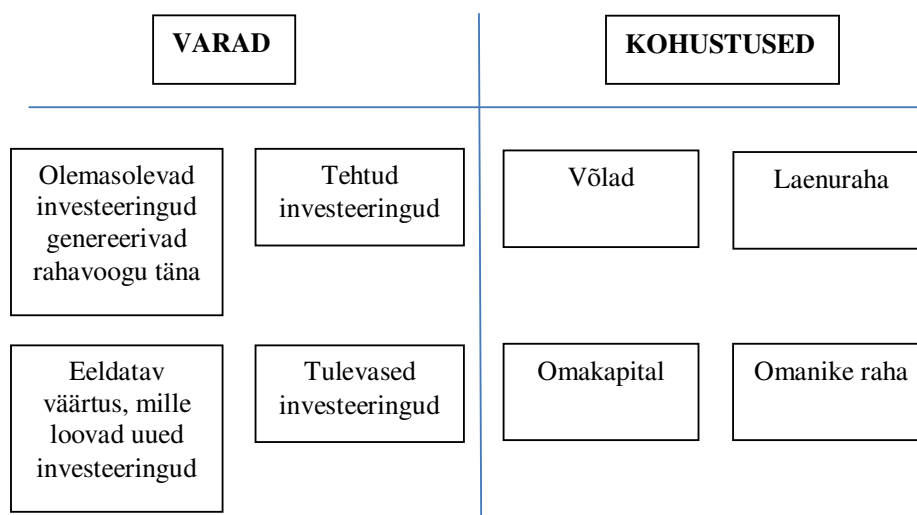 VARAD
KOHUSTUSED
Olemasolevad
investeeringud
genereerivad
rahavoogu täna
Tehtud
investeeringud
Võlad
Laenuraha
Eeldatav
väärtus, mille
loovad uued
investeeringud
Tulevased
investeeringud
Omakapital
Omanike raha